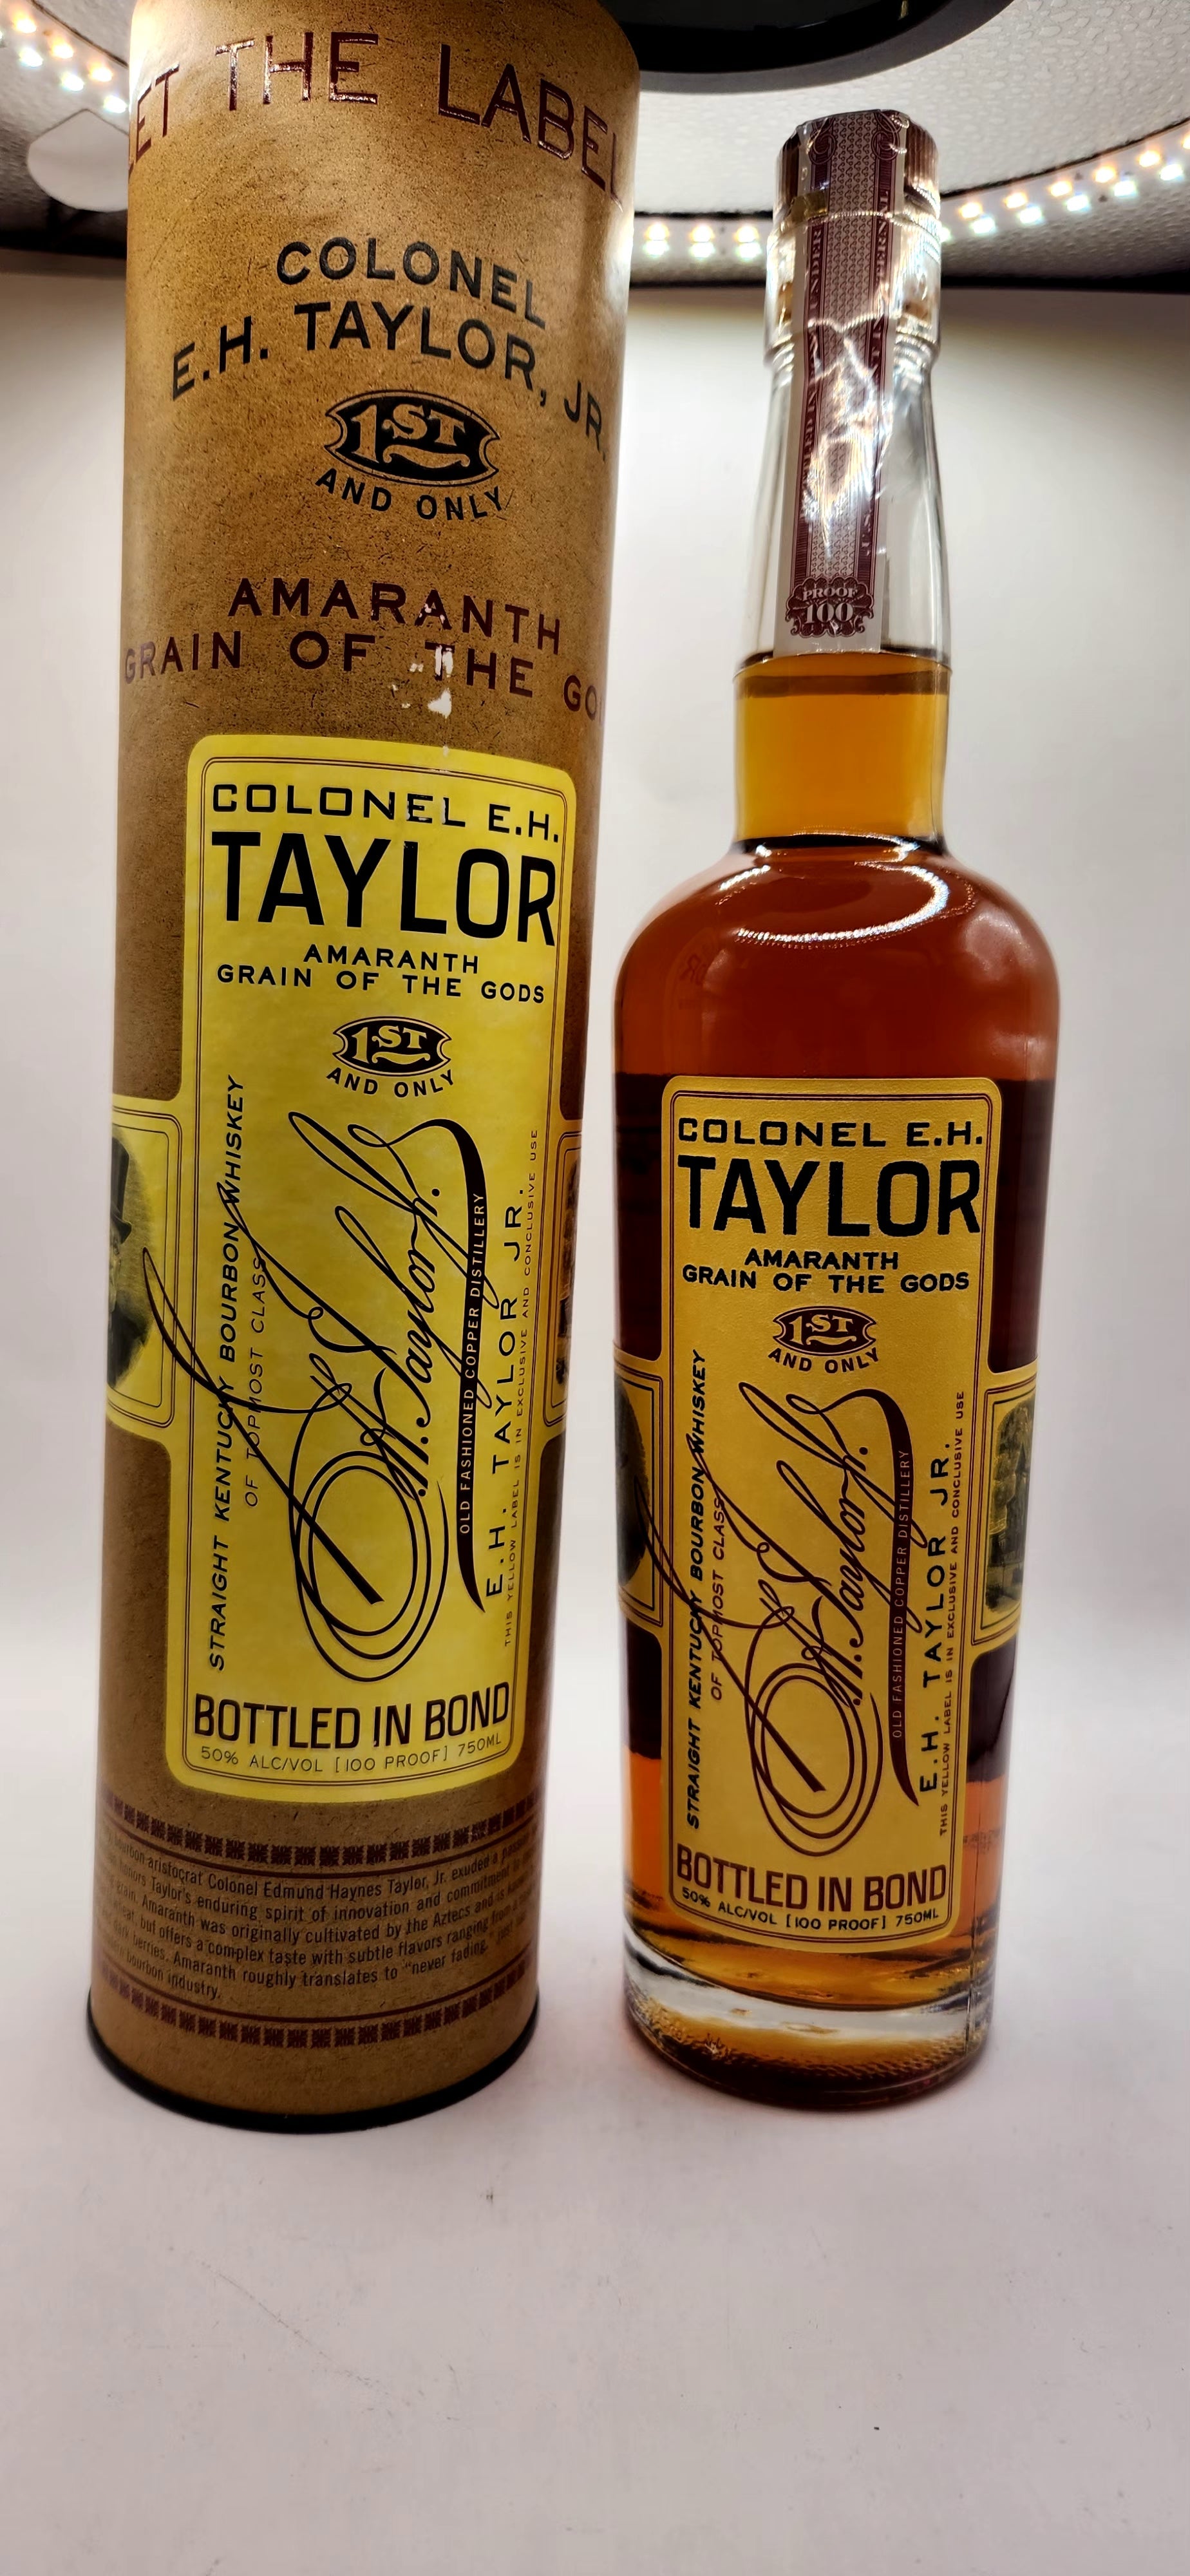 THE LABEL
COLONEL
E.H. TAYLOR, JR.
1ST
AND ONLY
AMARANTH
GRAIN OF THE
COLONEL E.H.
TAYLOR
AMARANTH
GRAIN OF THE GODS
1ST
AND ONLY
STRAIGHT KENTUCKY BOURBON WHISKEY
OF TOPMOST CLASS
E.H. Taylor Jr.
OLD FASHIONED COPPER DISTILLERY
E.H. TAYLOR JR.
THIS YELLOW LABEL IS IN EXCLUSIVE AND CONCLUSIVE USE
BOTTLED IN BOND
50% ALC/VOL [100 PROOF] 750ML
bourbon aristocrat Colonel Edmund Haynes Taylor, Jr. exuded a
honors Taylor's enduring spirit of innovation and commitment
grain. Amaranth was originally cultivated by the Aztecs and is
but offers a complex taste with subtle flavors ranging from
dark berries. Amaranth roughly translates to "never fading,"
bourbon industry.
PROOF
100
COLONEL E.H.
TAYLOR
AMARANTH
GRAIN OF THE GODS
1ST
AND ONLY
STRAIGHT KENTUCKY BOURBON WHISKEY
OF TOPMOST CLASS
E.H. Taylor Jr.
OLD FASHIONED COPPER DISTILLERY
E.H. TAYLOR JR.
THIS YELLOW LABEL IS IN EXCLUSIVE AND CONCLUSIVE USE
BOTTLED IN BOND
50% ALC/VOL [100 PROOF] 750ML